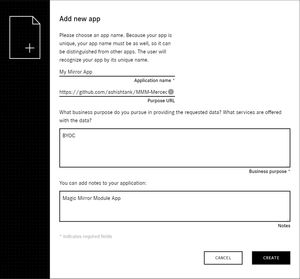 Add new app
Please choose an app name. Because your app is
unique, your app name must be as well, so it can
be distinguished from other apps. The user will
recognize your app by its unique name.
My Mirror App
Application name *
https://github.com/ashishtank/MMM-Merced
Purpose URL
What business purpose do you pursue in providing the requested data? What services are offered
with the data?
BYOC
Business purpose *
You can add notes to your application:
Magic Mirror Module App
Notes
* Indicates required fields
CANCEL
CREATE